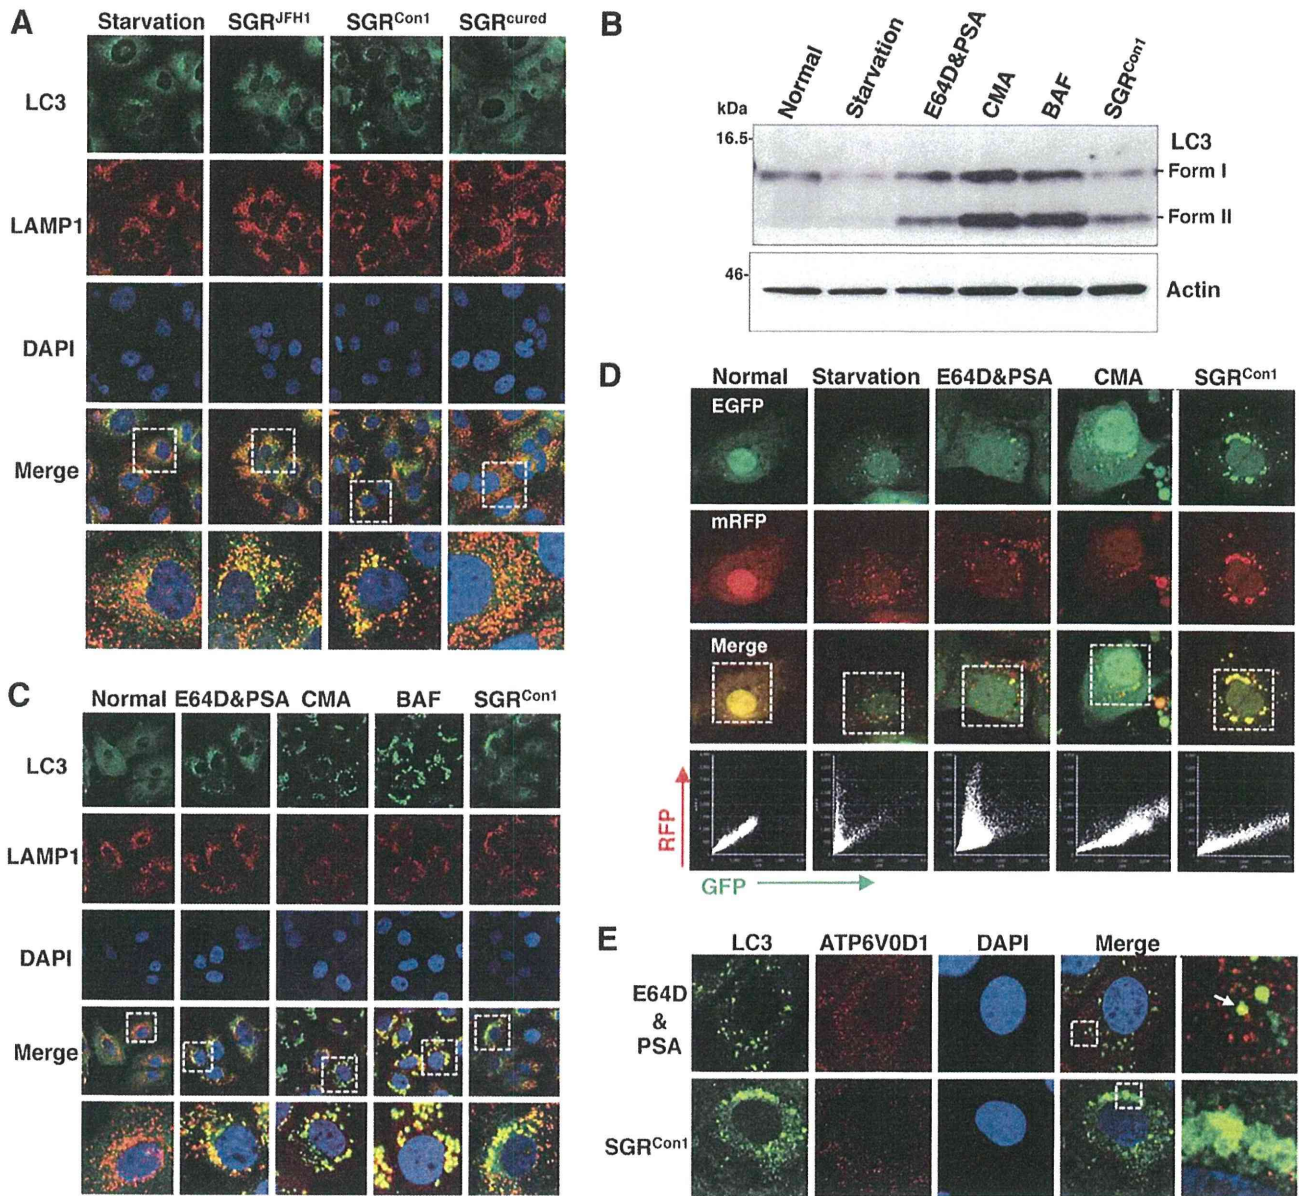 A
Starvation SGRJFH1 SGRCon1 SGRcured
LC3
LAMP1
DAPI
Merge
B
Normal Starvation E64D&PSA CMA BAF SGRCon1
kDa
16.5-
LC3
Form I
Form II
46-
Actin
C
Normal E64D&PSA CMA BAF SGRCon1
LC3
LAMP1
DAPI
Merge
D
Normal Starvation E64D&PSA CMA SGRCon1
EGFP
mRFP
Merge
RFP
GFP
E
LC3 ATP6V0D1 DAPI Merge
E64D
&
PSA
SGRCon1